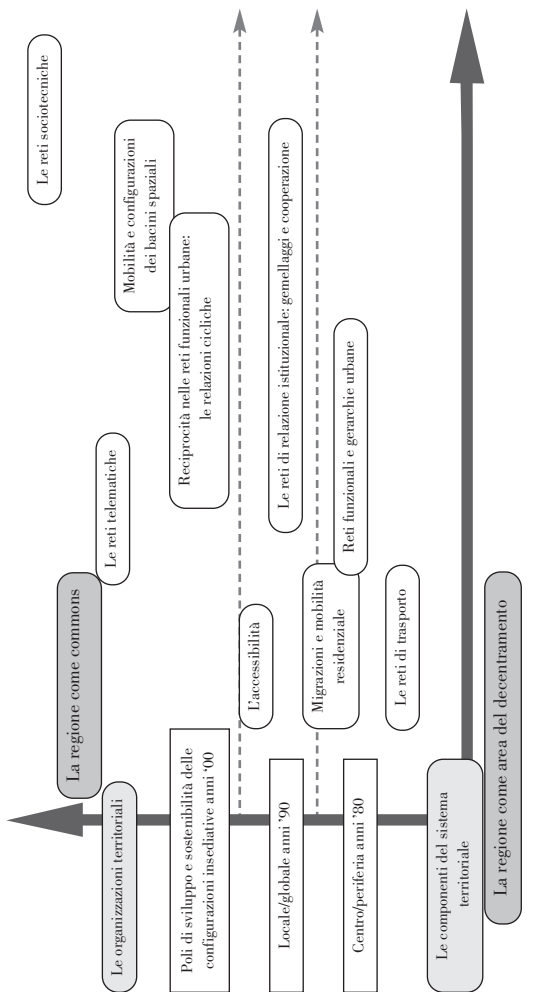 Le reti sociotecniche
La regione come commons
Le organizzazioni territoriali
Le reti telematiche
Mobilità e configurazioni
dei bacini spaziali
Poli di sviluppo e sostenibilità delle
configurazioni insediative anni ‘00
Reciprocità nelle reti funzionali urbane:
le relazioni cicliche
L’accessibilità
Locale/globale anni ’90
Le reti di relazione istituzionale: gemellaggi e cooperazione
Migrazioni e mobilità
residenziale
Reti funzionali e gerarchie urbane
Centro/periferia anni ’80
Le reti di trasporto
Le componenti del sistema
territoriale
La regione come area del decentramento